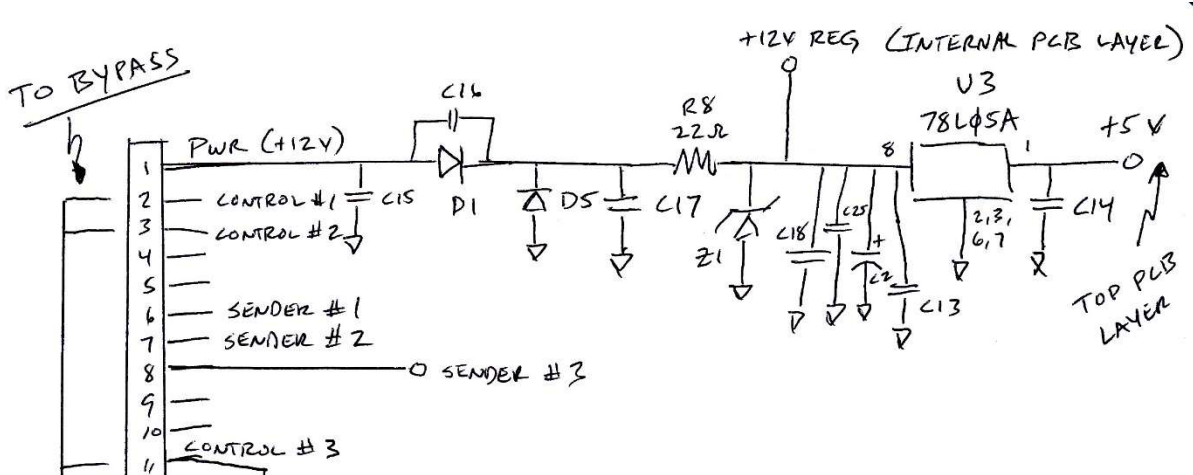 +12V REG (INTERNAL PCB LAYER)
TO BYPASS
C16
R8
22Ω
U3
78LØ5A
+5V
1 PWR (+12V)
8
1
D1
D5
C17
C15
2 CONTROL #1
3 CONTROL #2
4
5
6 SENDER #1
7 SENDER #2
8 SENDER #3
9
10
11 CONTROL #3
Z1
C18
C25
+
C2
C13
2,3,
6,7
C14
TOP PCB
LAYER